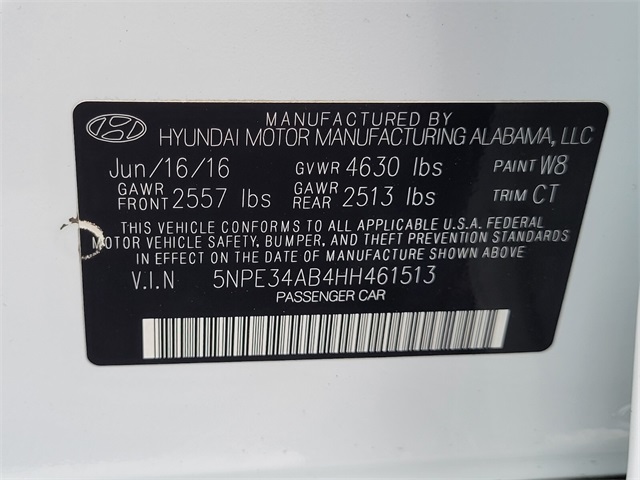 MANUFACTURED BY
HYUNDAI MOTOR MANUFACTURING ALABAMA, LLC
Jun/16/16 GVWR 4630 lbs PAINT W8
GAWR FRONT 2557 lbs GAWR REAR 2513 lbs TRIM CT
THIS VEHICLE CONFORMS TO ALL APPLICABLE U.S.A. FEDERAL
MOTOR VEHICLE SAFETY, BUMPER, AND THEFT PREVENTION STANDARDS
IN EFFECT ON THE DATE OF MANUFACTURE SHOWN ABOVE
V.I.N 5NPE34AB4HH461513
PASSENGER CAR